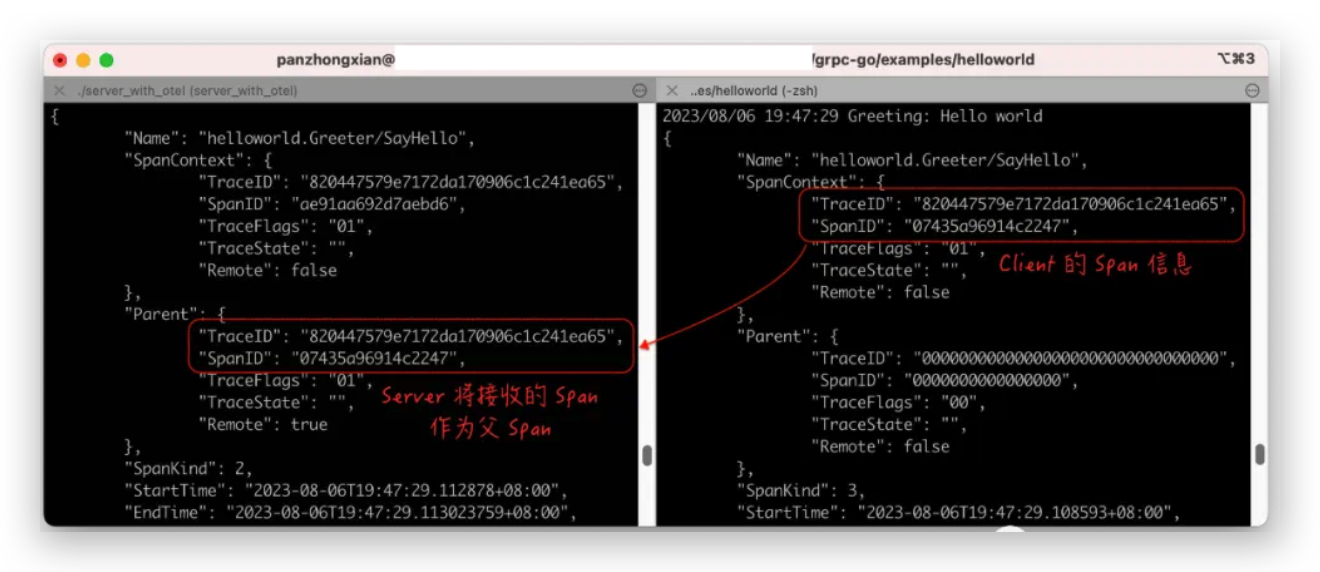 panzhongxian@
/grpc-go/examples/helloworld
⌥⌘3
./server_with_otel (server_with_otel)
..es/helloworld (-zsh)
{
"Name": "helloworld.Greeter/SayHello",
"SpanContext": {
"TraceID": "820447579e7172da170906c1c241ea65",
"SpanID": "ae91aa692d7aebd6",
"TraceFlags": "01",
"TraceState": "",
"Remote": false
},
"Parent": {
"TraceID": "820447579e7172da170906c1c241ea65",
"SpanID": "07435a96914c2247",
"TraceFlags": "01",
"TraceState": "",
"Remote": true
},
"SpanKind": 2,
"StartTime": "2023-08-06T19:47:29.112878+08:00",
"EndTime": "2023-08-06T19:47:29.113023759+08:00",
Server 将接收的 Span
作为父 Span
2023/08/06 19:47:29 Greeting: Hello world
{
"Name": "helloworld.Greeter/SayHello",
"SpanContext": {
"TraceID": "820447579e7172da170906c1c241ea65",
"SpanID": "07435a96914c2247",
"TraceFlags": "01",
"TraceState": "",
"Remote": false
},
"Parent": {
"TraceID": "00000000000000000000000000000000",
"SpanID": "0000000000000000",
"TraceFlags": "00",
"TraceState": "",
"Remote": false
},
"SpanKind": 3,
"StartTime": "2023-08-06T19:47:29.108593+08:00",
Client 的 Span 信息